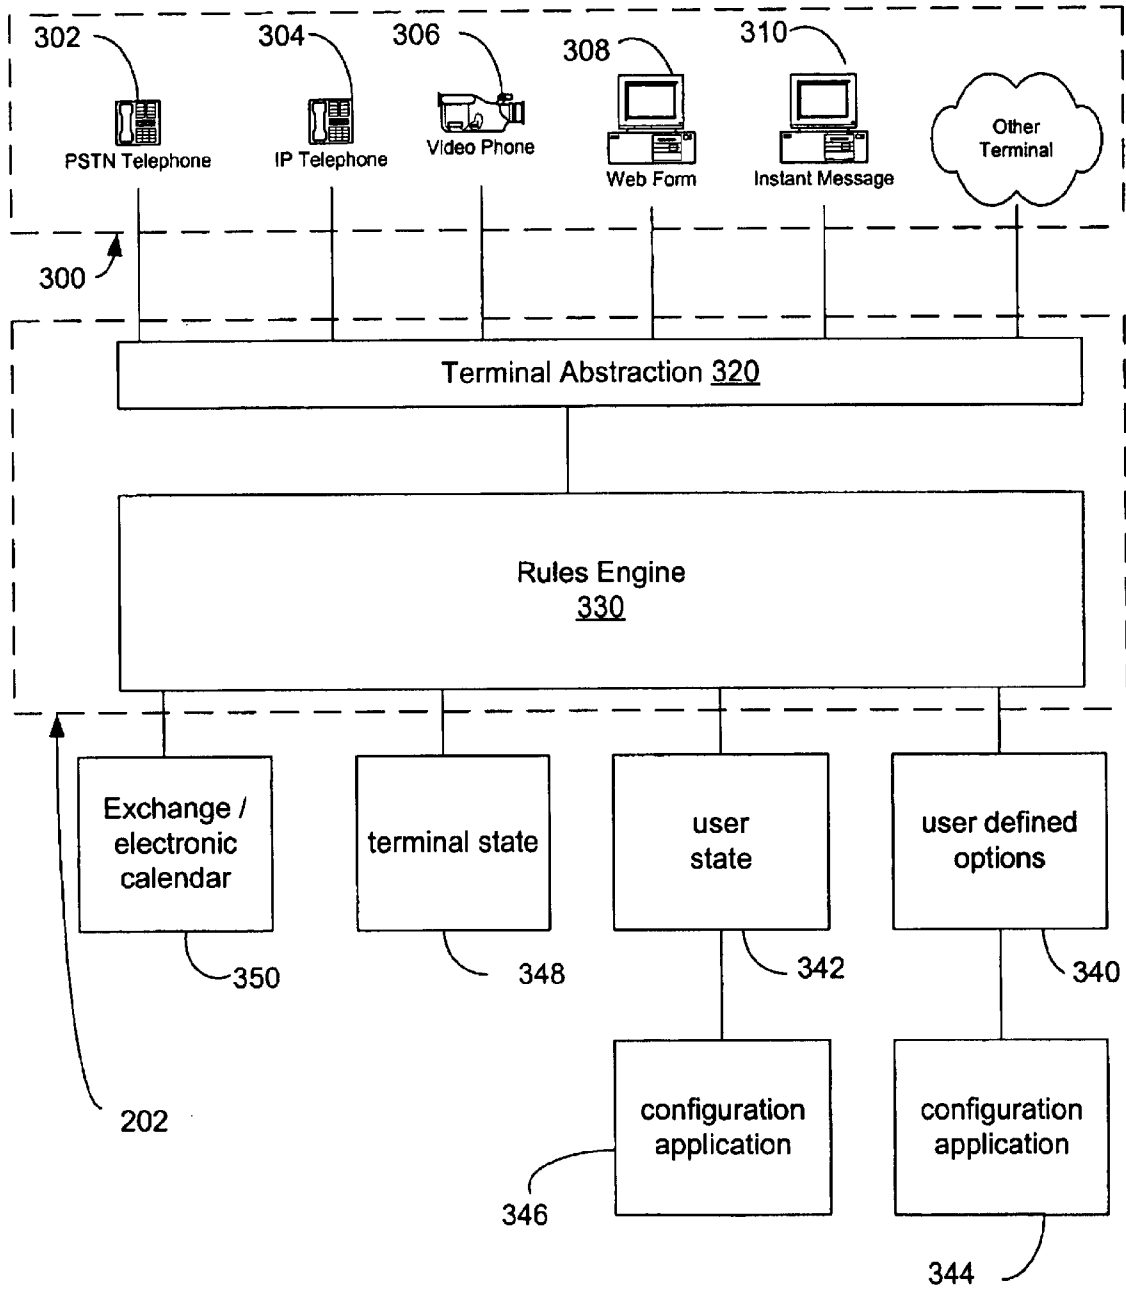 302
304
306
308
310
PSTN Telephone
IP Telephone
Video Phone
Web Form
Instant Message
Other
Terminal
300
Terminal Abstraction 320
Rules Engine
330
Exchange /
electronic
calendar
terminal state
user
state
user defined
options
350
348
342
340
202
configuration
application
configuration
application
346
344